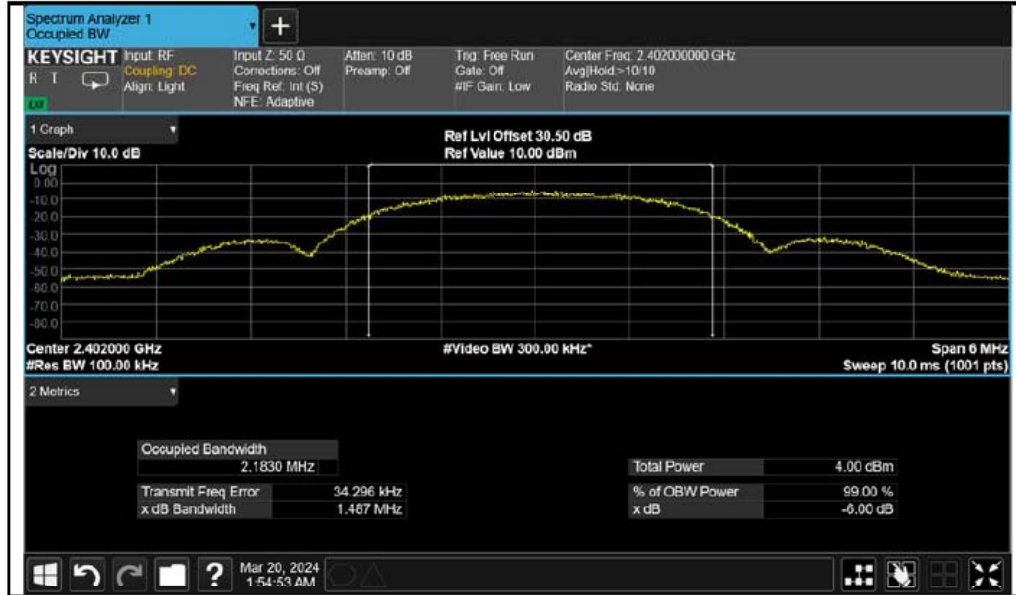 Spectrum Analyzer 1
Occupied BW
+
KEYSIGHT
R T
LXI
Input: RF
Coupling: DC
Align: Light
Input Z: 50 Ω
Corrections: Off
Freq Ref: Int (S)
NFE: Adaptive
Atten: 10 dB
Preamp: Off
Trig: Free Run
Gate: Off
#IF Gain: Low
Center Freq: 2.402000000 GHz
Avg|Hold:>10/10
Radio Std: None
1 Graph
Scale/Div 10.0 dB
Ref Lvl Offset 30.50 dB
Ref Value 10.00 dBm
Log
0.00
-10.0
-20.0
-30.0
-40.0
-50.0
-60.0
-70.0
-80.0
Center 2.402000 GHz
#Res BW 100.00 kHz
#Video BW 300.00 kHz*
Span 6 MHz
Sweep 10.0 ms (1001 pts)
2 Metrics
Occupied Bandwidth
2.1830 MHz
Transmit Freq Error 34.296 kHz
x dB Bandwidth 1.487 MHz
Total Power 4.00 dBm
% of OBW Power 99.00 %
x dB -6.00 dB
?
Mar 20, 2024
1:54:53 AM